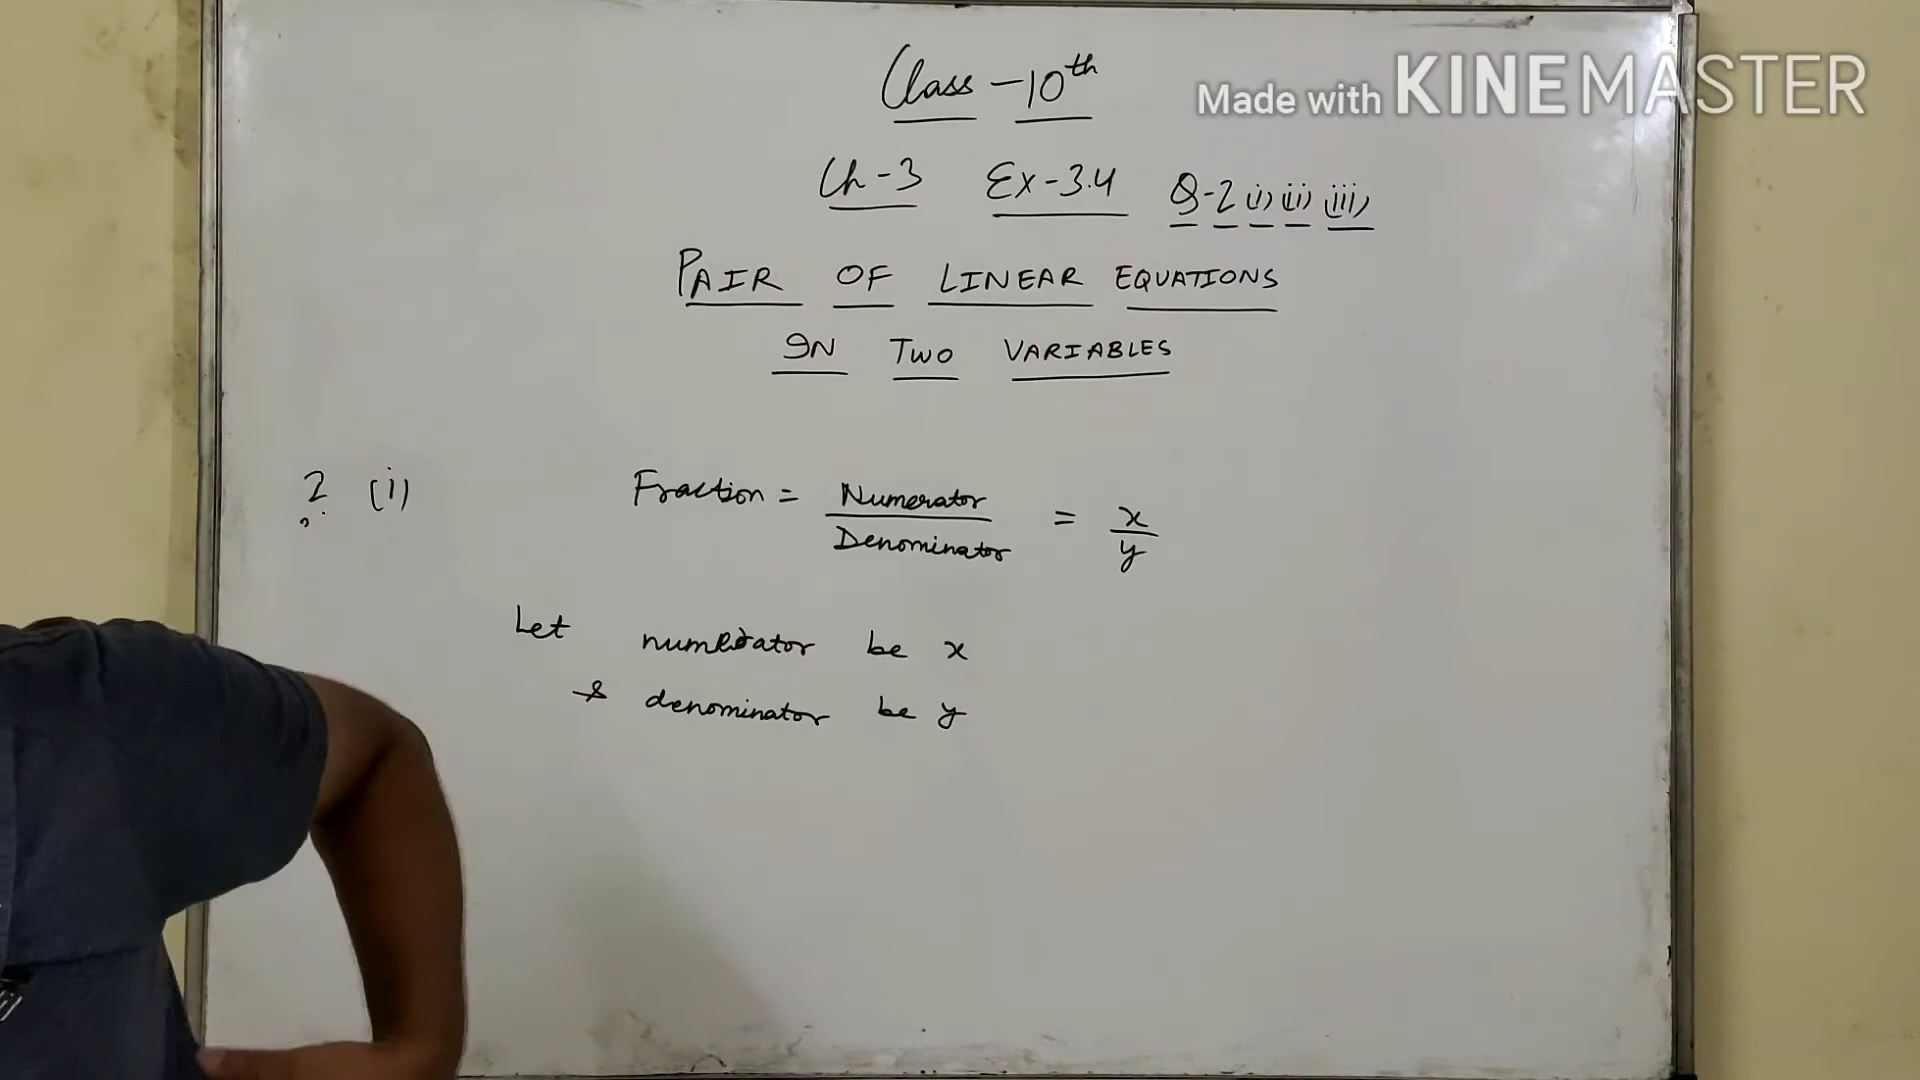 Class - 10th
Made with KINEMASTER
Ch-3 Ex-3.4 Q-2 (i) (ii) (iii)
PAIR OF LINEAR EQUATIONS
IN TWO VARIABLES
2 (i) Fraction = Numerator / Denominator = x / y
Let numerator be x
& denominator be y